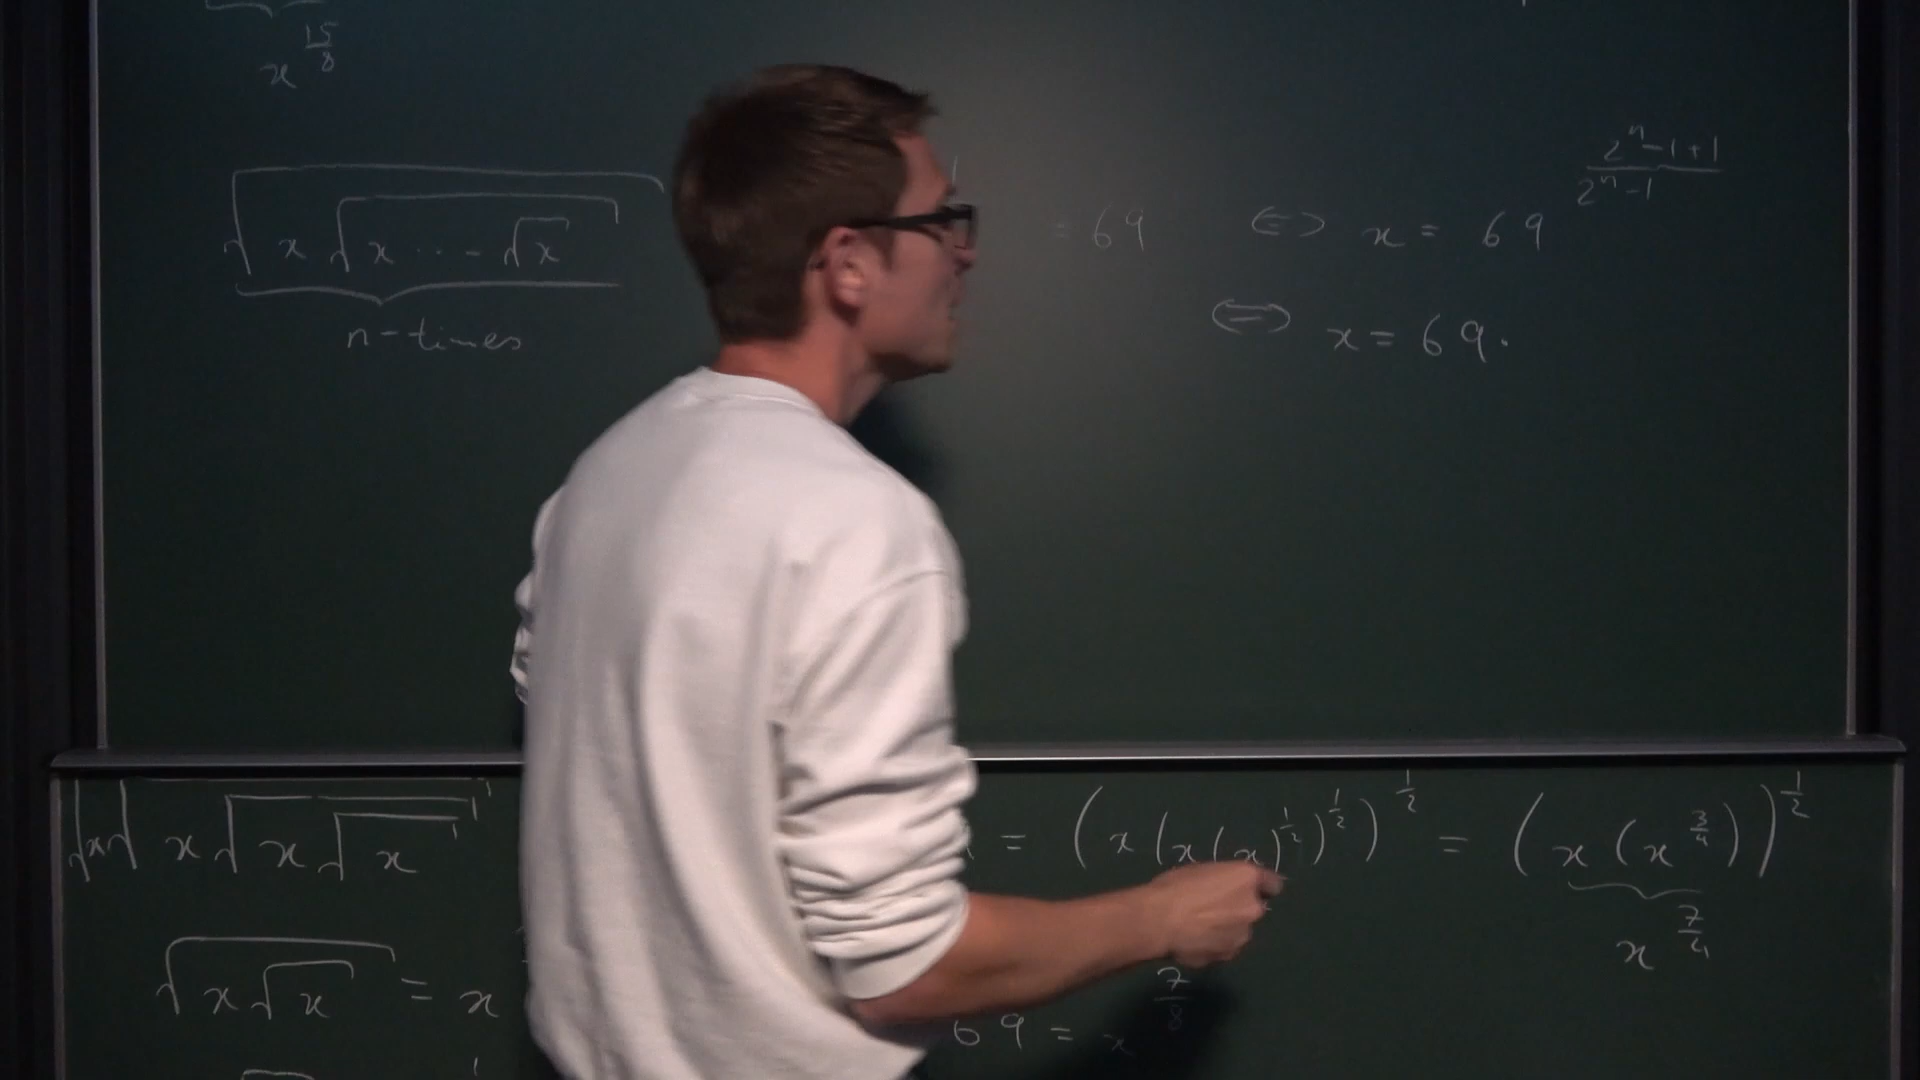 x^{15/8}
√(x√(x ⋯ √x)) = 69 ⟺ x = 69^{(2^n-1+1)/(2^n-1)}
n-times
⟺ x = 69.
√(x√(x√(x√x))) = (x(x(x)^{1/2})^{1/2})^{1/2} = (x(x^{3/4}))^{1/2}
x^{7/4}
√(x√x) = x
69 = x^{7/8}